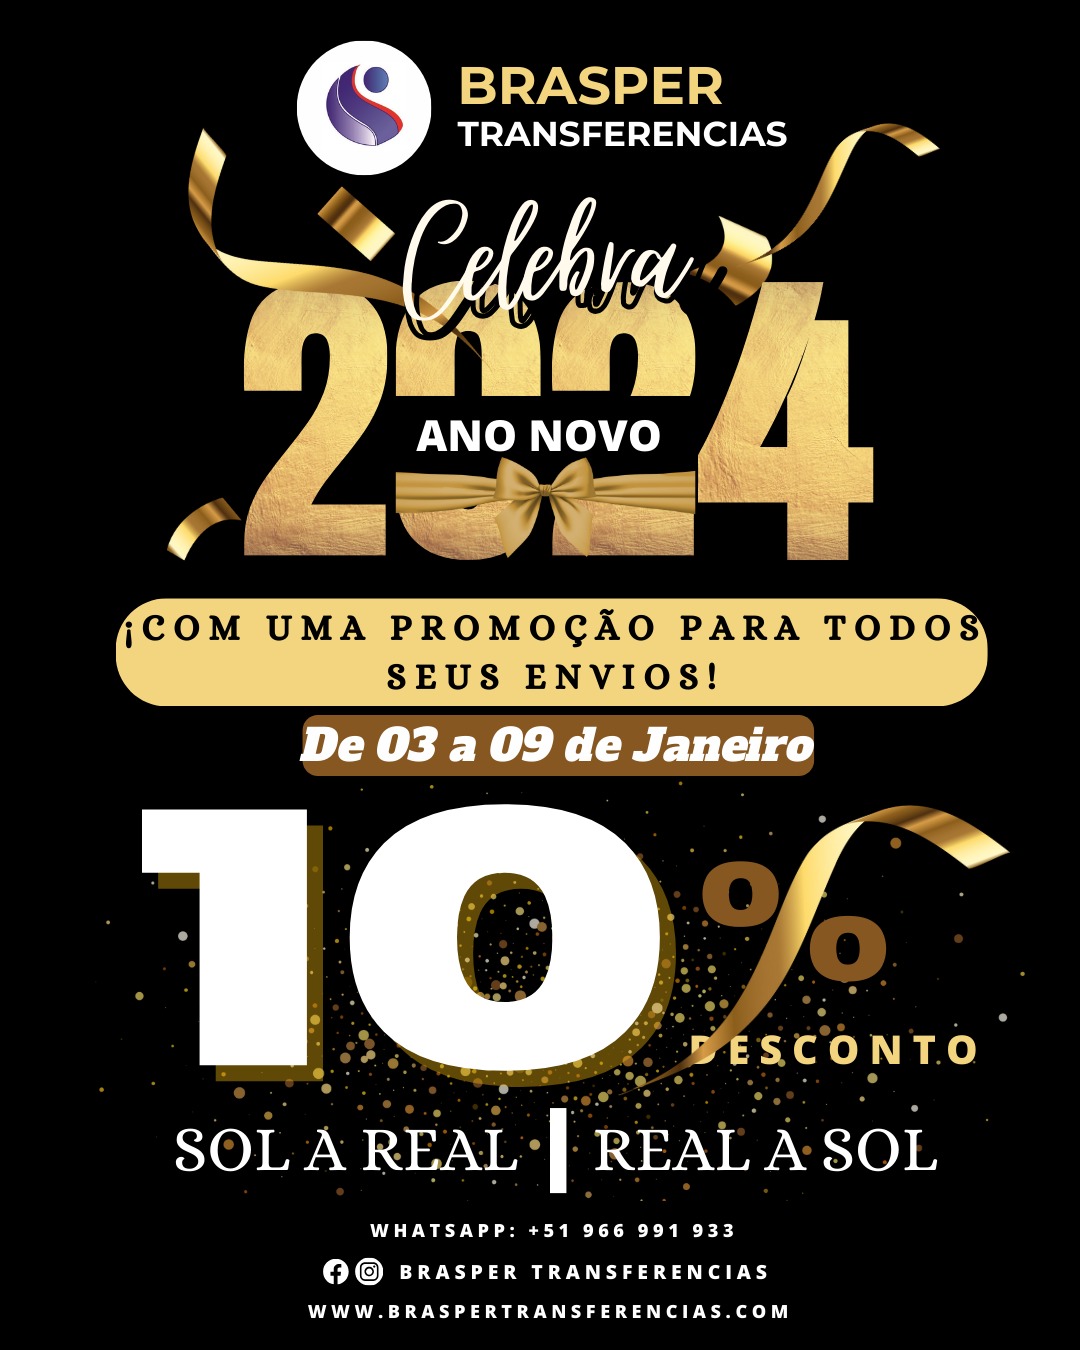 BRASPER
TRANSFERENCIAS
Celebra
2024
ANO NOVO
¡COM UMA PROMOÇÃO PARA TODOS
SEUS ENVIOS!
De 03 a 09 de Janeiro
10%
DESCONTO
SOL A REAL | REAL A SOL
WHATSAPP: +51 966 991 933
BRASPER TRANSFERENCIAS
WWW.BRASPERTRANSFERENCIAS.COM